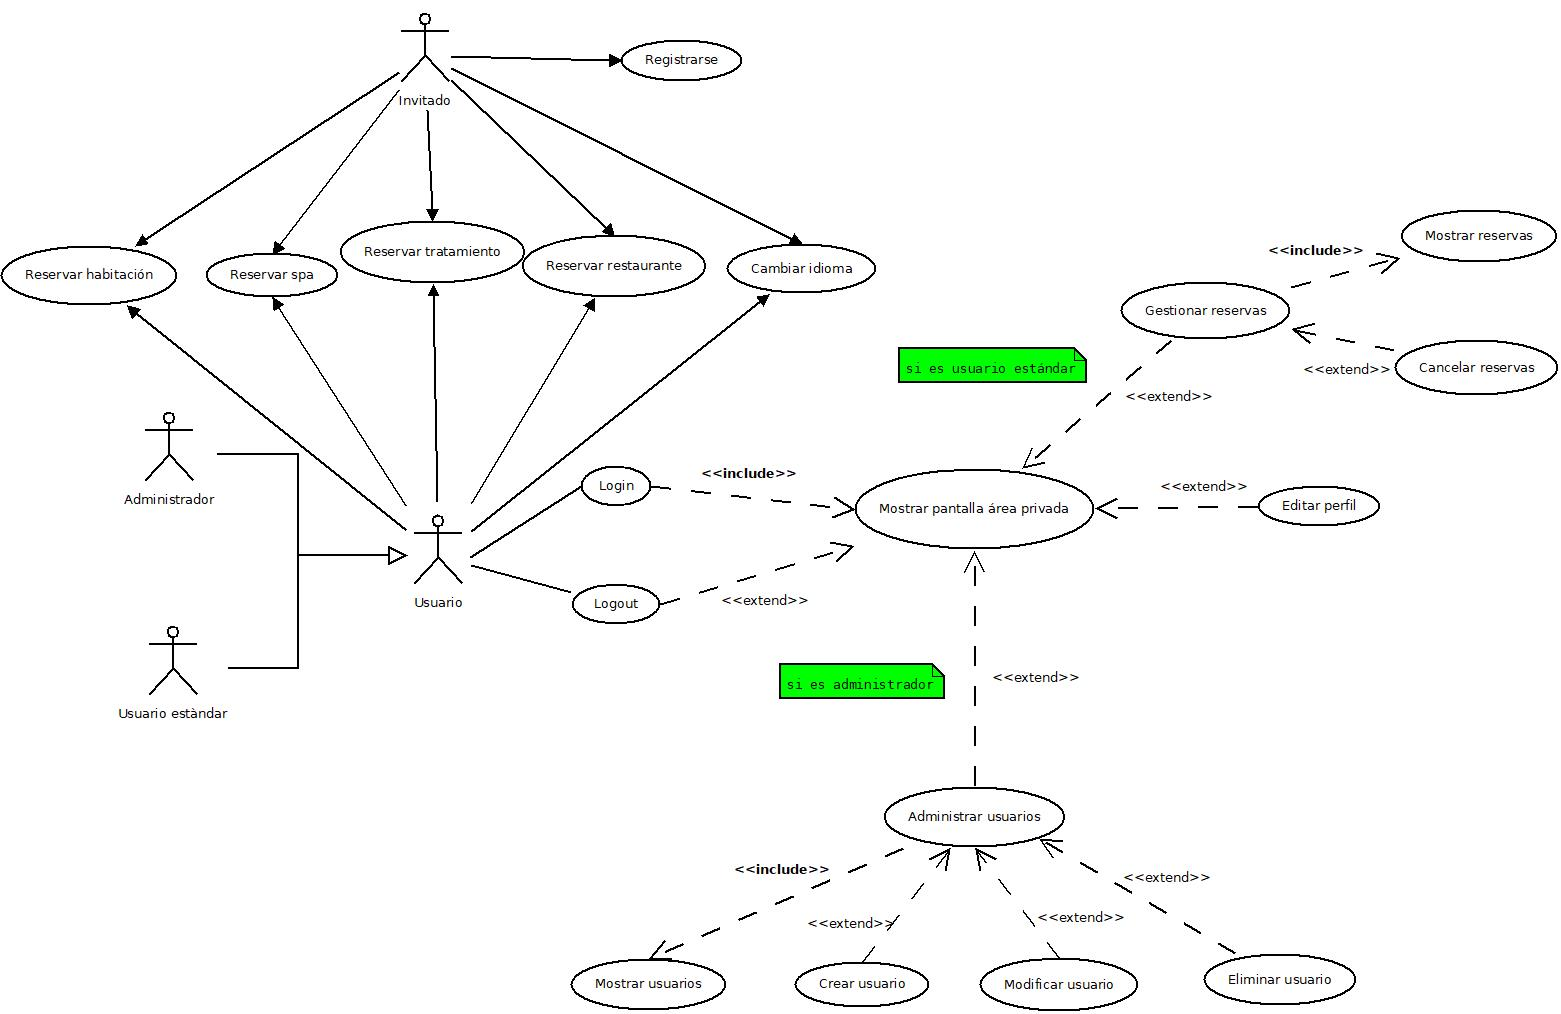 Registrarse
Invitado
Reservar habitación
Reservar spa
Reservar tratamiento
Reservar restaurante
Cambiar idioma
<<include>>
Mostrar reservas
Gestionar reservas
<<extend>>
Cancelar reservas
si es usuario estándar
<<extend>>
Administrador
Login
<<include>>
Mostrar pantalla área privada
<<extend>>
Editar perfil
Usuario
Logout
<<extend>>
Usuario estàndar
si es administrador
<<extend>>
Administrar usuarios
<<include>>
<<extend>>
<<extend>>
<<extend>>
Mostrar usuarios
Crear usuario
Modificar usuario
Eliminar usuario